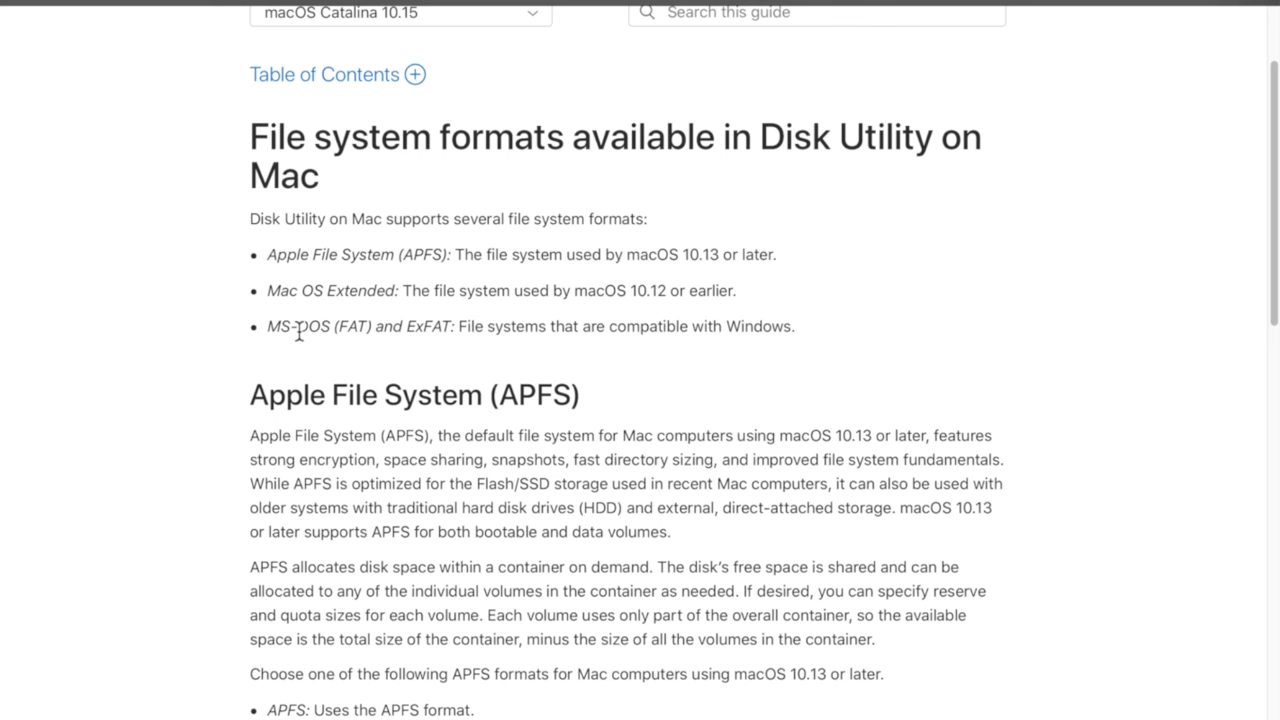 macOS Catalina 10.15
Search this guide
Table of Contents
File system formats available in Disk Utility on
Mac
Disk Utility on Mac supports several file system formats:
• Apple File System (APFS): The file system used by macOS 10.13 or later.
• Mac OS Extended: The file system used by macOS 10.12 or earlier.
• MS-DOS (FAT) and ExFAT: File systems that are compatible with Windows.
Apple File System (APFS)
Apple File System (APFS), the default file system for Mac computers using macOS 10.13 or later, features
strong encryption, space sharing, snapshots, fast directory sizing, and improved file system fundamentals.
While APFS is optimized for the Flash/SSD storage used in recent Mac computers, it can also be used with
older systems with traditional hard disk drives (HDD) and external, direct-attached storage. macOS 10.13
or later supports APFS for both bootable and data volumes.
APFS allocates disk space within a container on demand. The disk’s free space is shared and can be
allocated to any of the individual volumes in the container as needed. If desired, you can specify reserve
and quota sizes for each volume. Each volume uses only part of the overall container, so the available
space is the total size of the container, minus the size of all the volumes in the container.
Choose one of the following APFS formats for Mac computers using macOS 10.13 or later.
• APFS: Uses the APFS format.